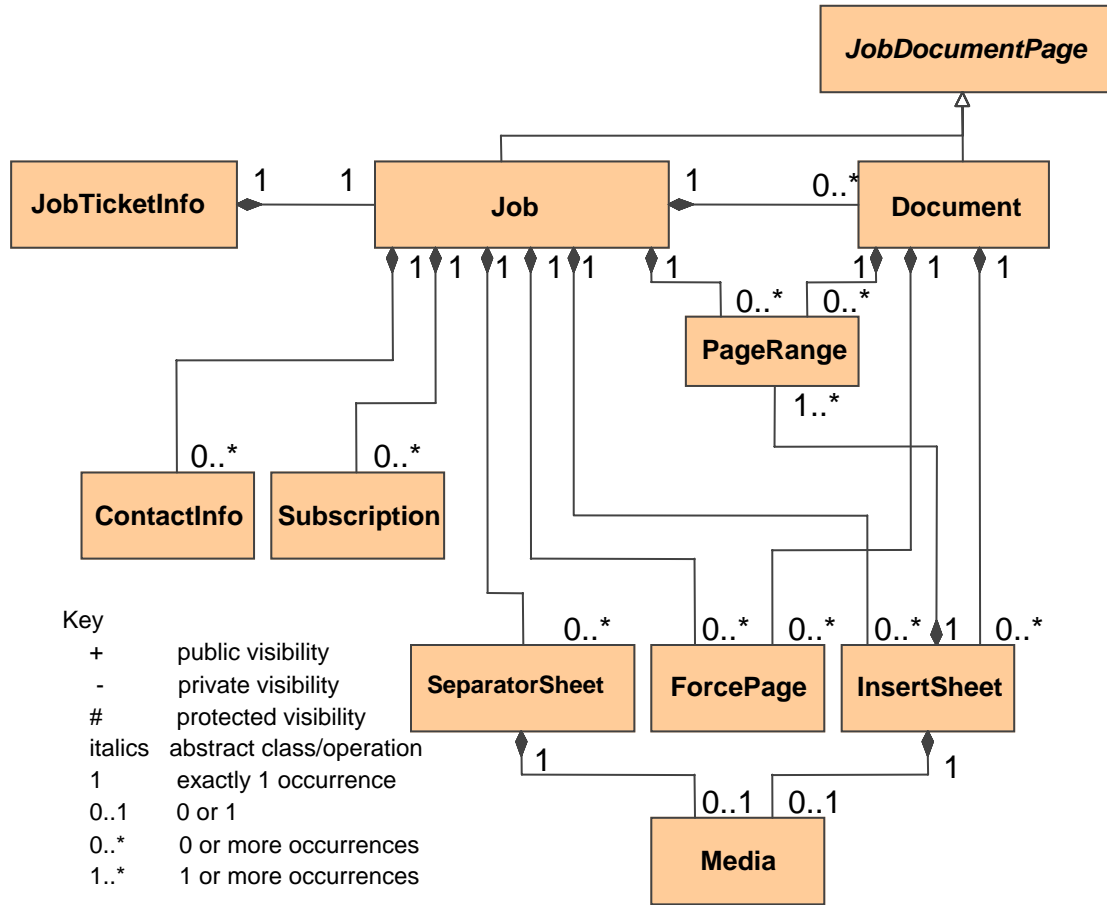 JobDocumentPage
1
1
1
0..*
JobTicketInfo
Job
Document
1
1
1
1
1
1
1
1
1
0..*
0..*
PageRange
1..*
0..*
0..*
ContactInfo
Subscription
Key
+ public visibility
- private visibility
# protected visibility
italics abstract class/operation
1 exactly 1 occurrence
0..1 0 or 1
0..* 0 or more occurrences
1..* 1 or more occurrences
0..*
0..*
0..*
0..*
1
0..*
SeparatorSheet
ForcePage
InsertSheet
1
1
0..1
0..1
Media